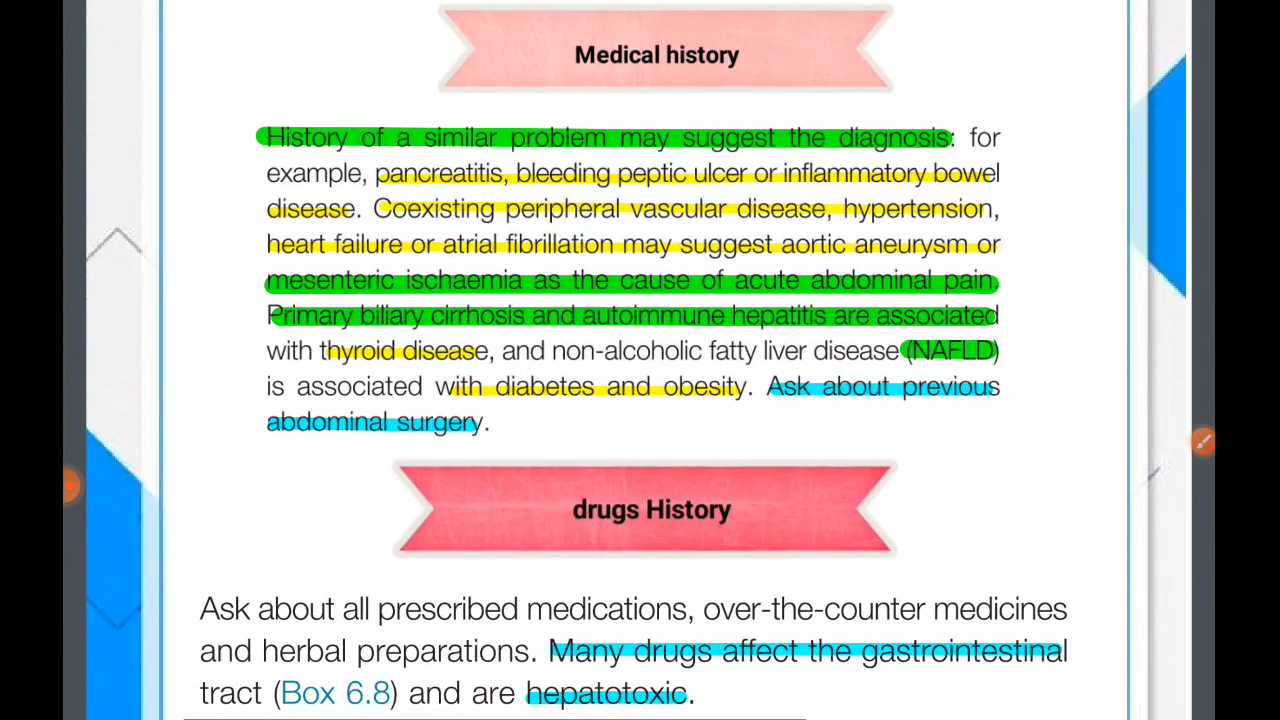 Medical history
History of a similar problem may suggest the diagnosis: for
example, pancreatitis, bleeding peptic ulcer or inflammatory bowel
disease. Coexisting peripheral vascular disease, hypertension,
heart failure or atrial fibrillation may suggest aortic aneurysm or
mesenteric ischaemia as the cause of acute abdominal pain.
Primary biliary cirrhosis and autoimmune hepatitis are associated
with thyroid disease, and non-alcoholic fatty liver disease (NAFLD)
is associated with diabetes and obesity. Ask about previous
abdominal surgery.
drugs History
Ask about all prescribed medications, over-the-counter medicines
and herbal preparations. Many drugs affect the gastrointestinal
tract (Box 6.8) and are hepatotoxic.